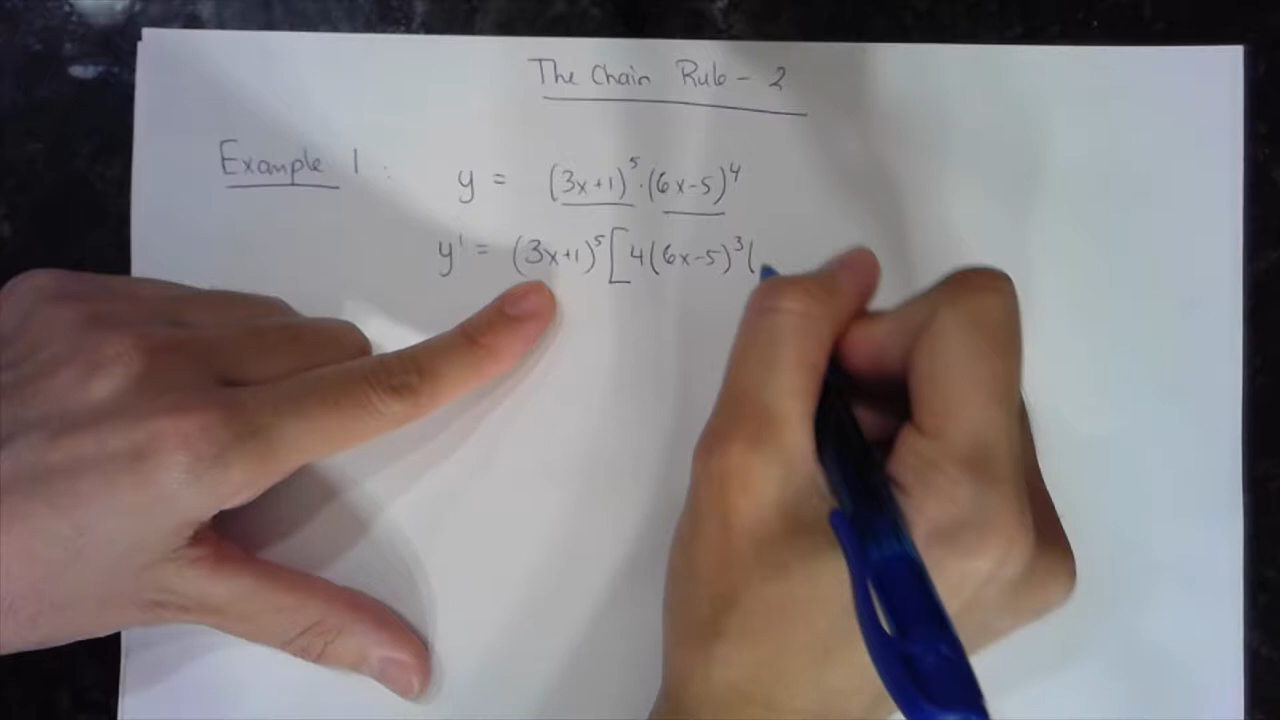 The Chain Rule - 2
Example 1 : y = (3x+1)⁵·(6x-5)⁴
y' = (3x+1)⁵[4(6x-5)³(